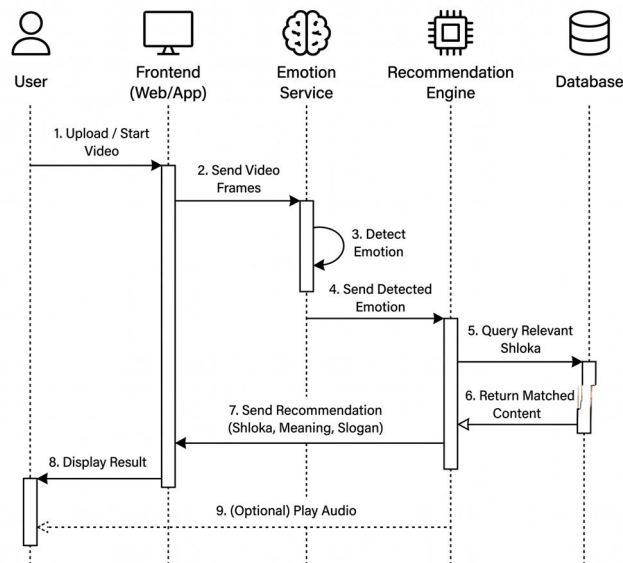 User
Frontend
(Web/App)
Emotion
Service
Recommendation
Engine
Database
1. Upload / Start
Video
2. Send Video
Frames
3. Detect
Emotion
4. Send Detected
Emotion
5. Query Relevant
Shloka
6. Return Matched
Content
7. Send Recommendation
(Shloka, Meaning, Slogan)
8. Display Result
9. (Optional) Play Audio